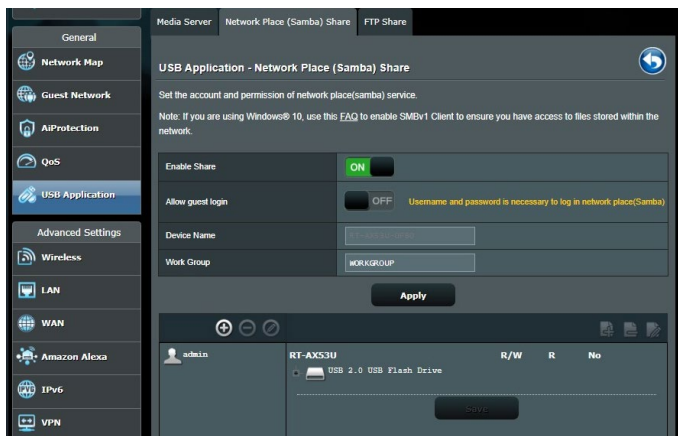 Media Server
Network Place (Samba) Share
FTP Share
General
Network Map
Guest Network
AiProtection
QoS
USB Application
Advanced Settings
Wireless
LAN
WAN
Amazon Alexa
IPv6
VPN
USB Application - Network Place (Samba) Share
Set the account and permission of network place(samba) service.
Note: If you are using Windows® 10, use this FAQ to enable SMBv1 Client to ensure you have access to files stored within the
network.
Enable Share
ON
Allow guest login
OFF
Username and password is necessary to log in network place(Samba)
Device Name
Work Group
WORKGROUP
Apply
admin
RT-AX53U
R/W
R
No
USB 2.0 USB Flash Drive
Save